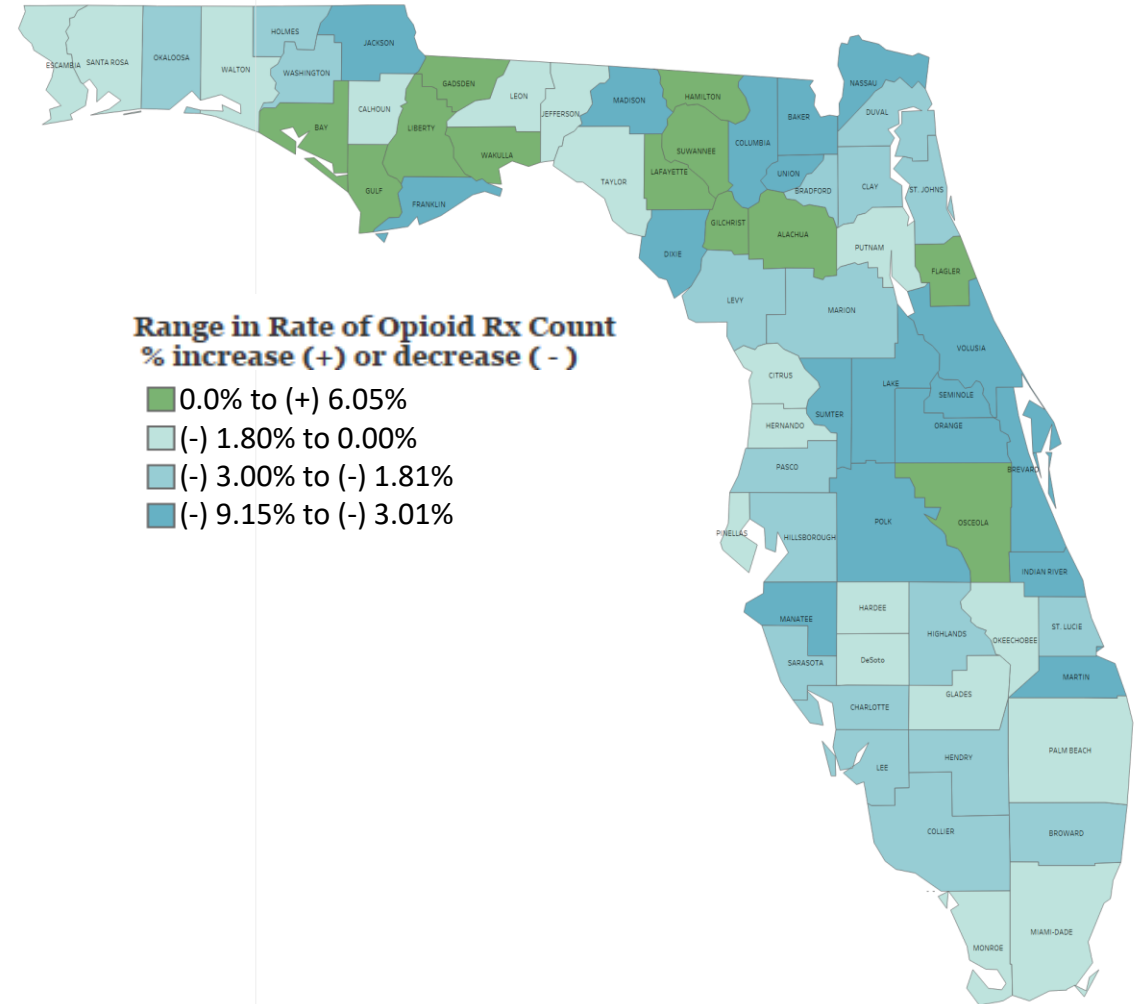 HOLMES
JACKSON
ESCAMBIA
SANTA ROSA
OKALOOSA
WALTON
WASHINGTON
GADSDEN
LEON
CALHOUN
JEFFERSON
MADISON
HAMILTON
NASSAU
BAY
LIBERTY
WAKULLA
SUWANNEE
COLUMBIA
BAKER
DUVAL
GULF
FRANKLIN
TAYLOR
LAFAYETTE
UNION
BRADFORD
CLAY
ST. JOHNS
GILCHRIST
ALACHUA
PUTNAM
DIXIE
FLAGLER
LEVY
MARION
Range in Rate of Opioid Rx Count
% increase (+) or decrease ( - )
0.0% to (+) 6.05%
(-) 1.80% to 0.00%
(-) 3.00% to (-) 1.81%
(-) 9.15% to (-) 3.01%
VOLUSIA
CITRUS
LAKE
SEMINOLE
SUMTER
HERNANDO
ORANGE
PASCO
BREVARD
PINELLAS
HILLSBOROUGH
POLK
OSCEOLA
INDIAN RIVER
MANATEE
HARDEE
HIGHLANDS
OKEECHOBEE
ST. LUCIE
SARASOTA
DeSoto
MARTIN
GLADES
CHARLOTTE
PALM BEACH
LEE
HENDRY
COLLIER
BROWARD
MONROE
MIAMI-DADE